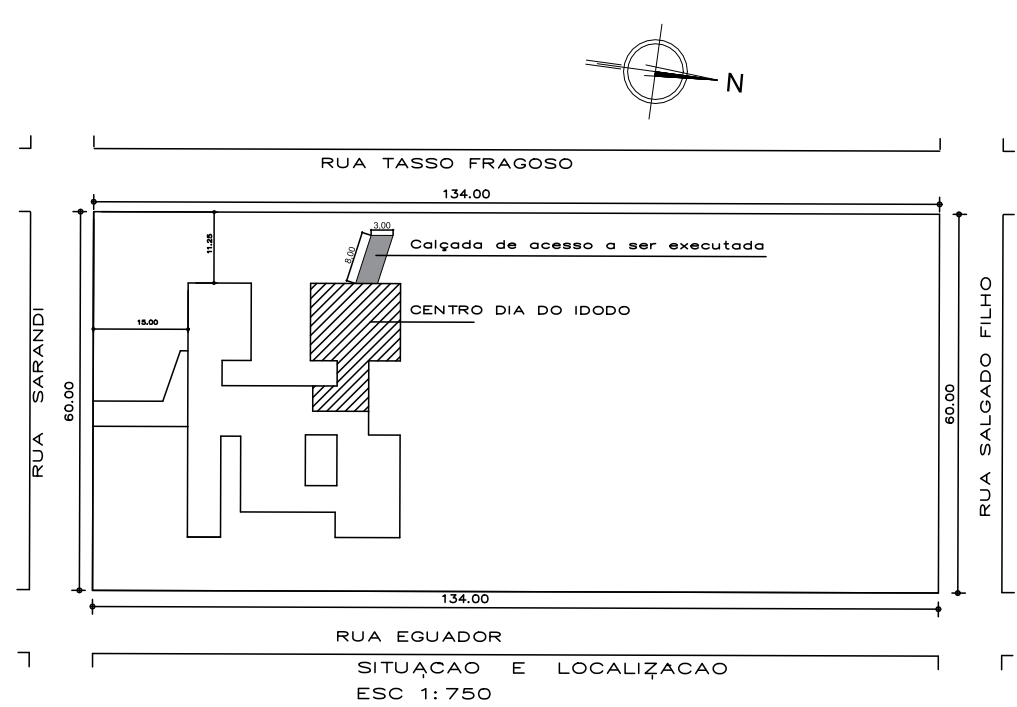 N
RUA TASSO FRAGOSO
134.00
3,00
8,00
Calçada de acesso a ser executada
11.25
CENTRO DIA DO IDODO
15.00
RUA SARANDI
60.00
60.00
RUA SALGADO FILHO
134.00
RUA EGUADOR
SITUAÇAO E LOCALIZAÇAO
ESC 1:750